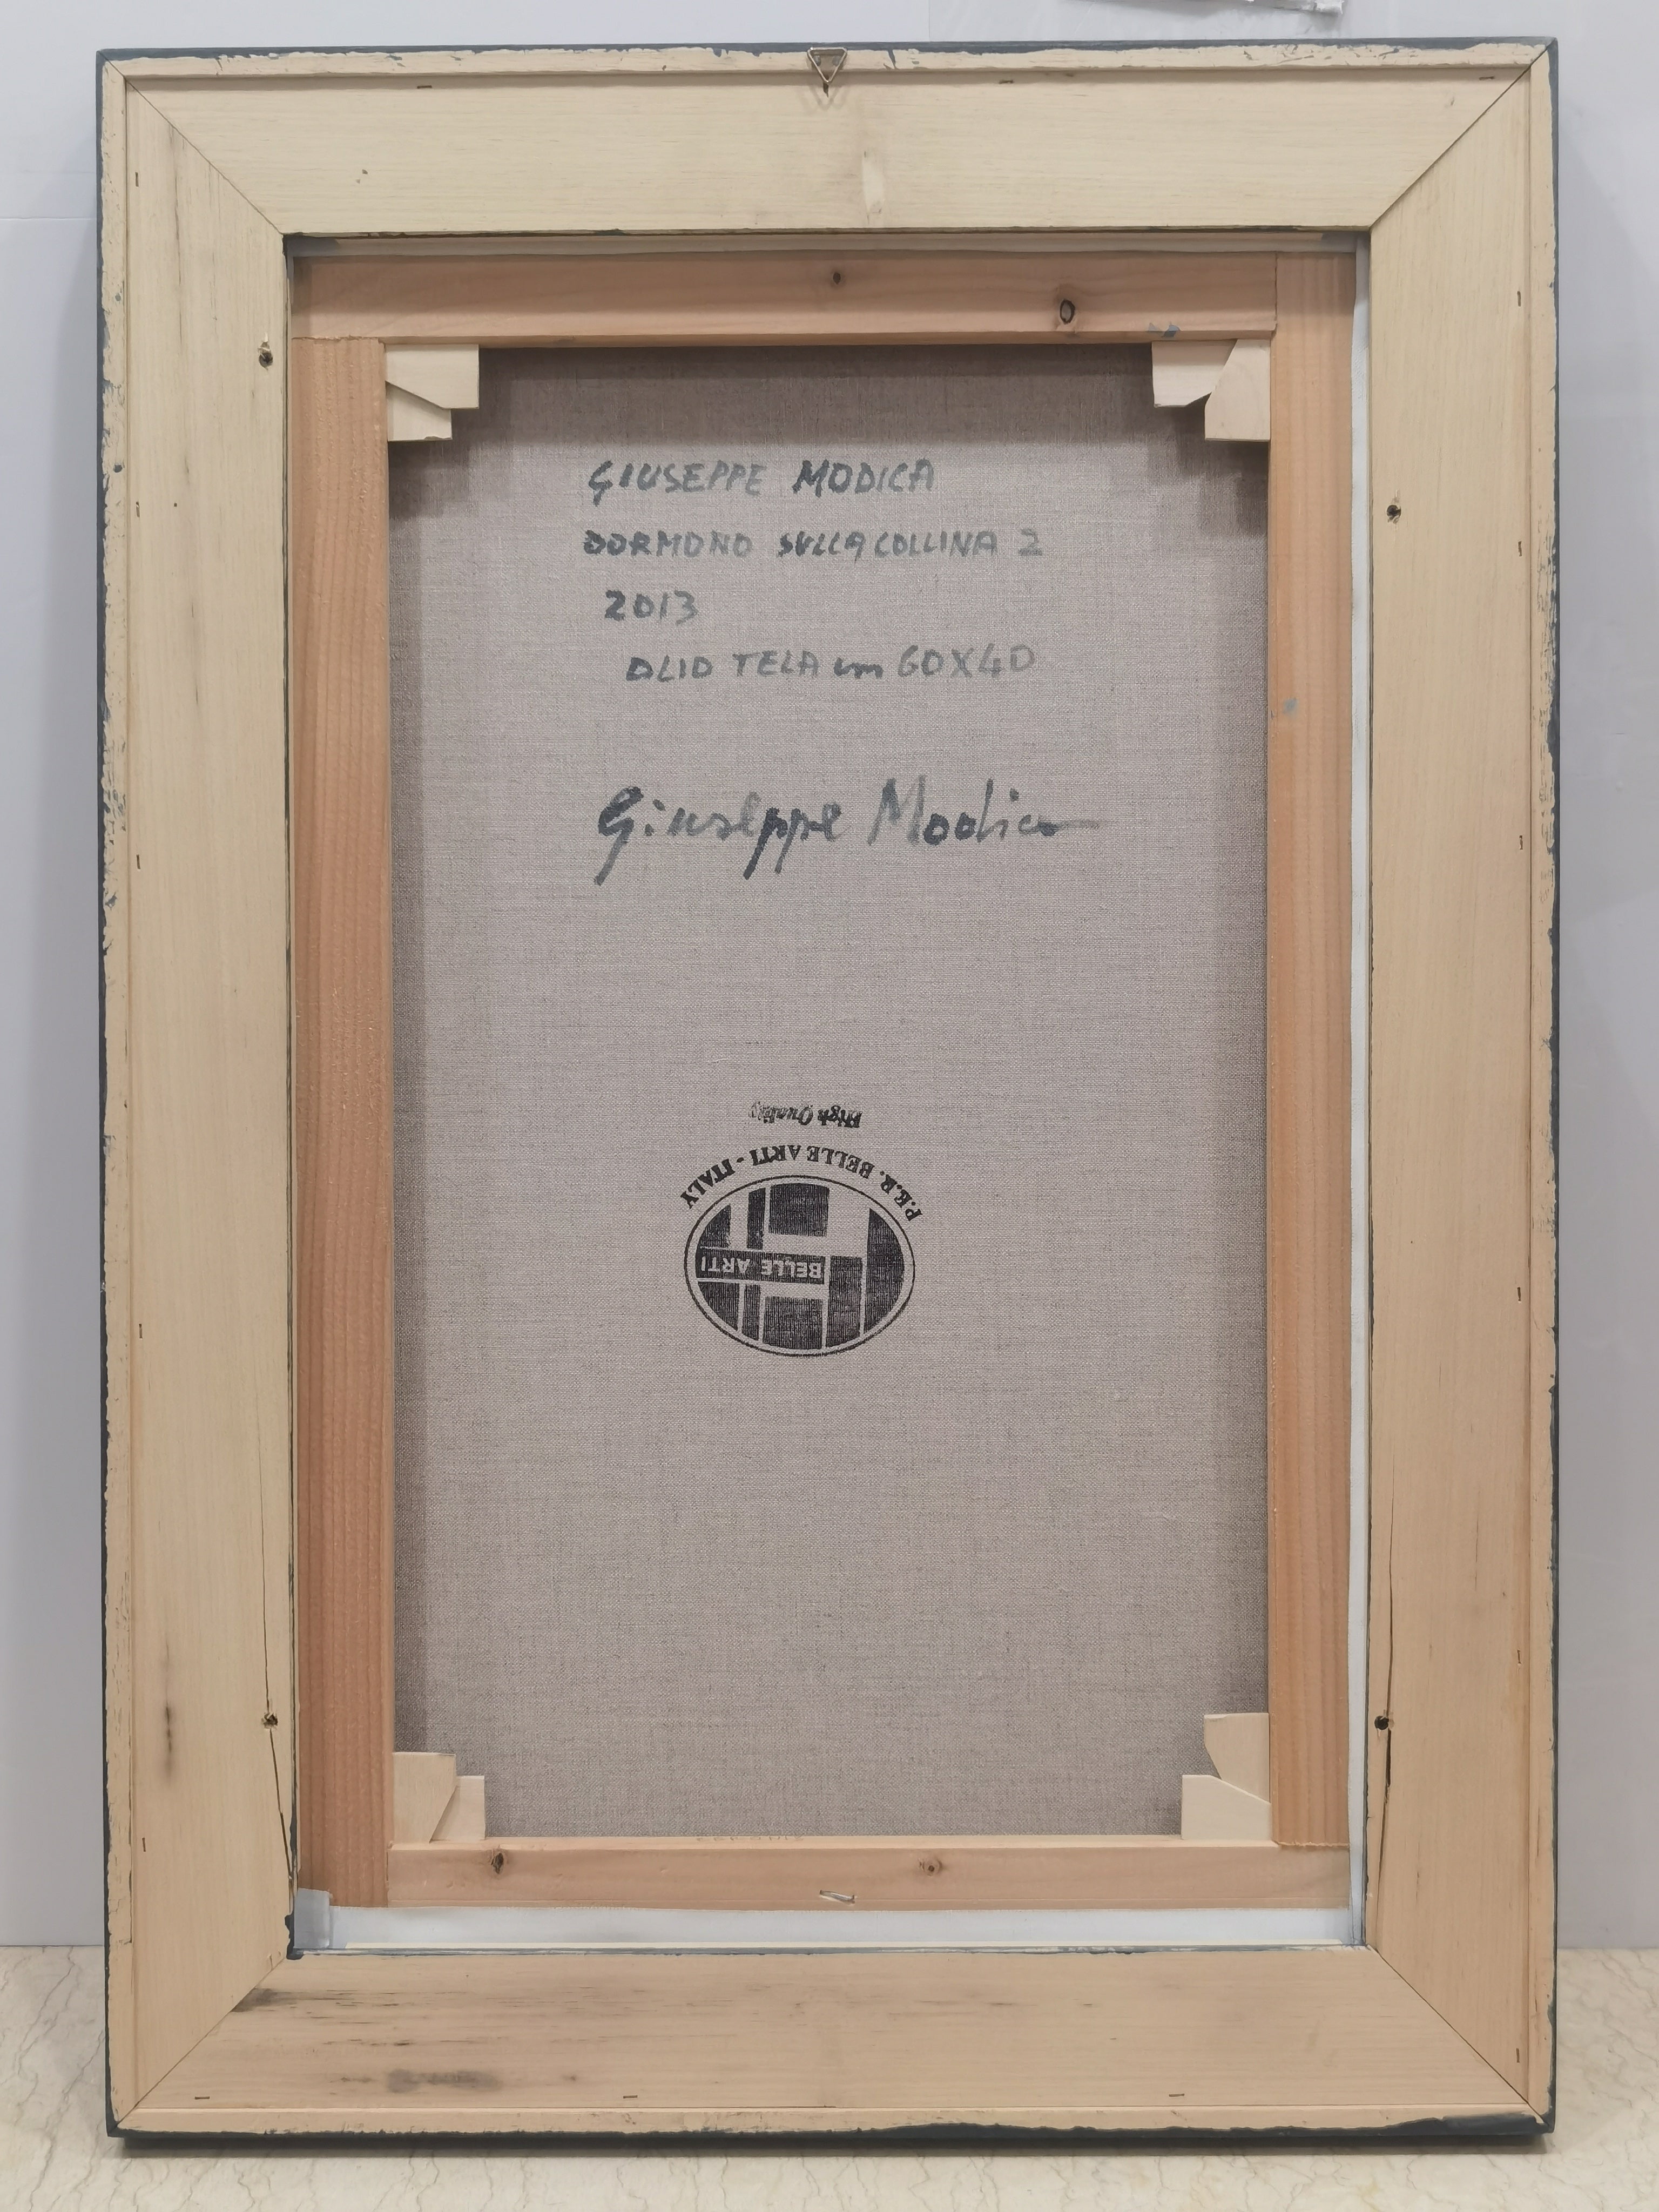 GIUSEPPE MODICA
DORMONO SULLA COLLINA 2
2013
OLIO TELA cm 60X40
Giuseppe Modica
High Quality
P.E.R. BELLE ARTI - ITALY
BELLE ARTI